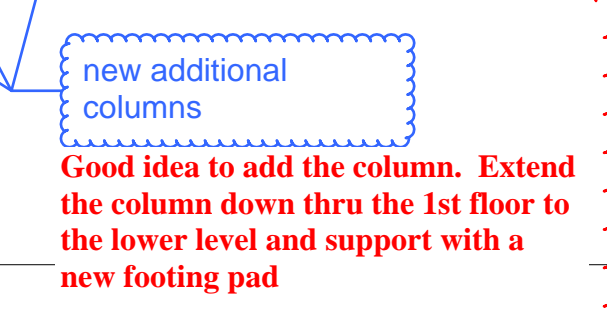 new additional
columns
Good idea to add the column.  Extend
the column down thru the 1st floor to
the lower level and support with a
new footing pad